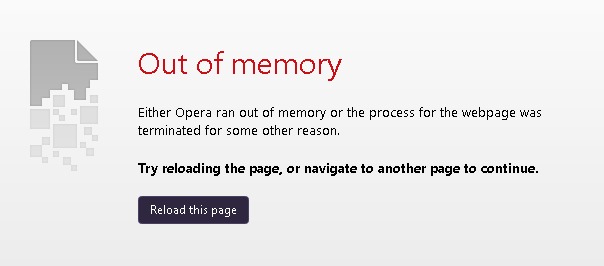 Out of memory
Either Opera ran out of memory or the process for the webpage was
terminated for some other reason.
Try reloading the page, or navigate to another page to continue.
Reload this page